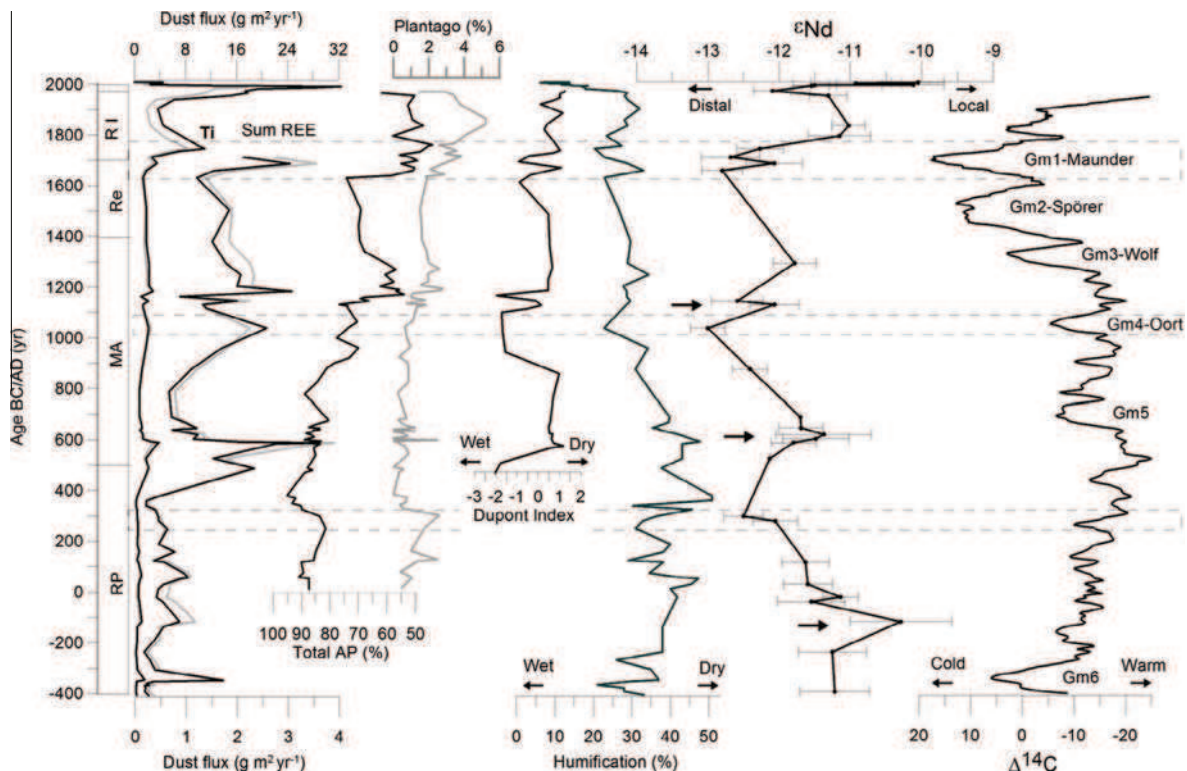 Dust flux (g m² yr⁻¹)
0 8 16 24 32
Plantago (%)
0 2 4 6
εNd
-14 -13 -12 -11 -10 -9
Distal
Local
2000
1800
1600
1400
1200
1000
800
600
400
200
0
-200
-400
Age BC/AD (yr)
R I
Re
MA
RP
Ti
Sum REE
Gm1-Maunder
Gm2-Spörer
Gm3-Wolf
Gm4-Oort
Gm5
Gm6
Wet
Dry
-3 -2 -1 0 1 2
Dupont Index
100 90 80 70 60 50
Total AP (%)
Wet
Dry
Cold
Warm
0 1 2 3 4
Dust flux (g m² yr⁻¹)
0 10 20 30 40 50
Humification (%)
20 10 0 -10 -20
Δ¹⁴C